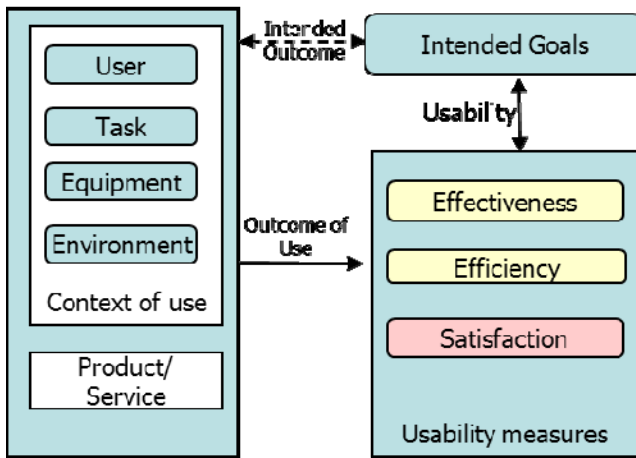 User
Task
Equipment
Environment
Context of use
Product/
Service
Intended
Outcome
Outcome of
Use
Intended Goals
Usability
Effectiveness
Efficiency
Satisfaction
Usability measures